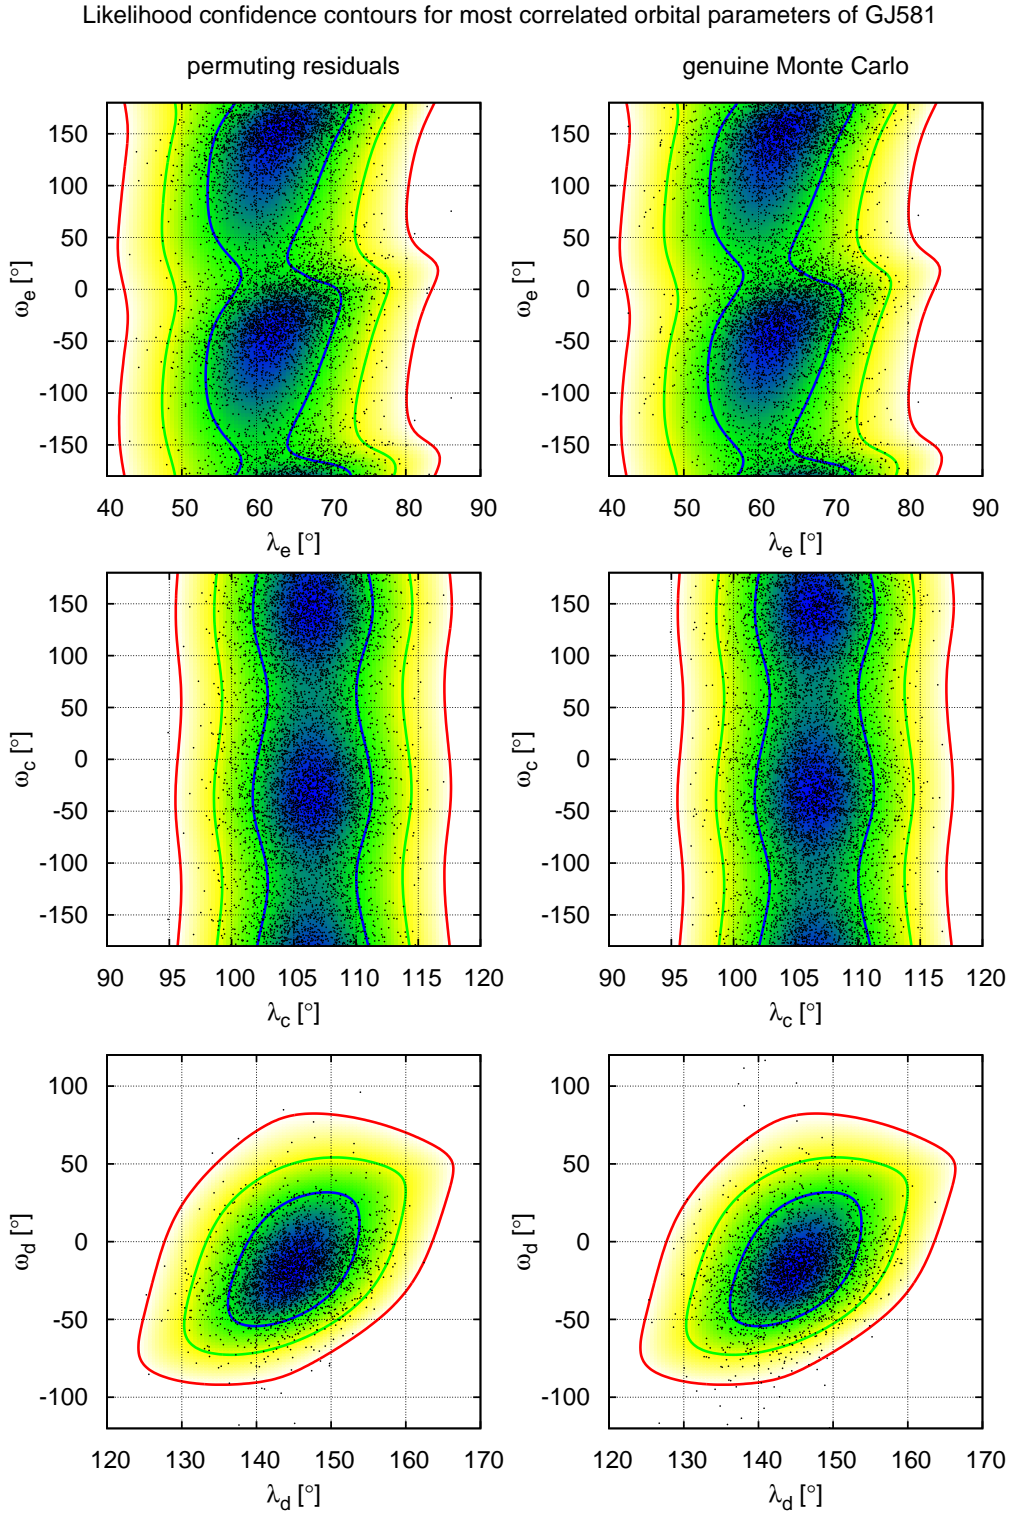 Likelihood confidence contours for most correlated orbital parameters of GJ581
permuting residuals genuine Monte Carlo
ωe [°]
150
100
50
0
-50
-100
-150
40 50 60 70 80 90
λe [°]
ωe [°]
150
100
50
0
-50
-100
-150
40 50 60 70 80 90
λe [°]
ωc [°]
150
100
50
0
-50
-100
-150
90 95 100 105 110 115 120
λc [°]
ωc [°]
150
100
50
0
-50
-100
-150
90 95 100 105 110 115 120
λc [°]
ωd [°]
100
50
0
-50
-100
120 130 140 150 160 170
λd [°]
ωd [°]
100
50
0
-50
-100
120 130 140 150 160 170
λd [°]